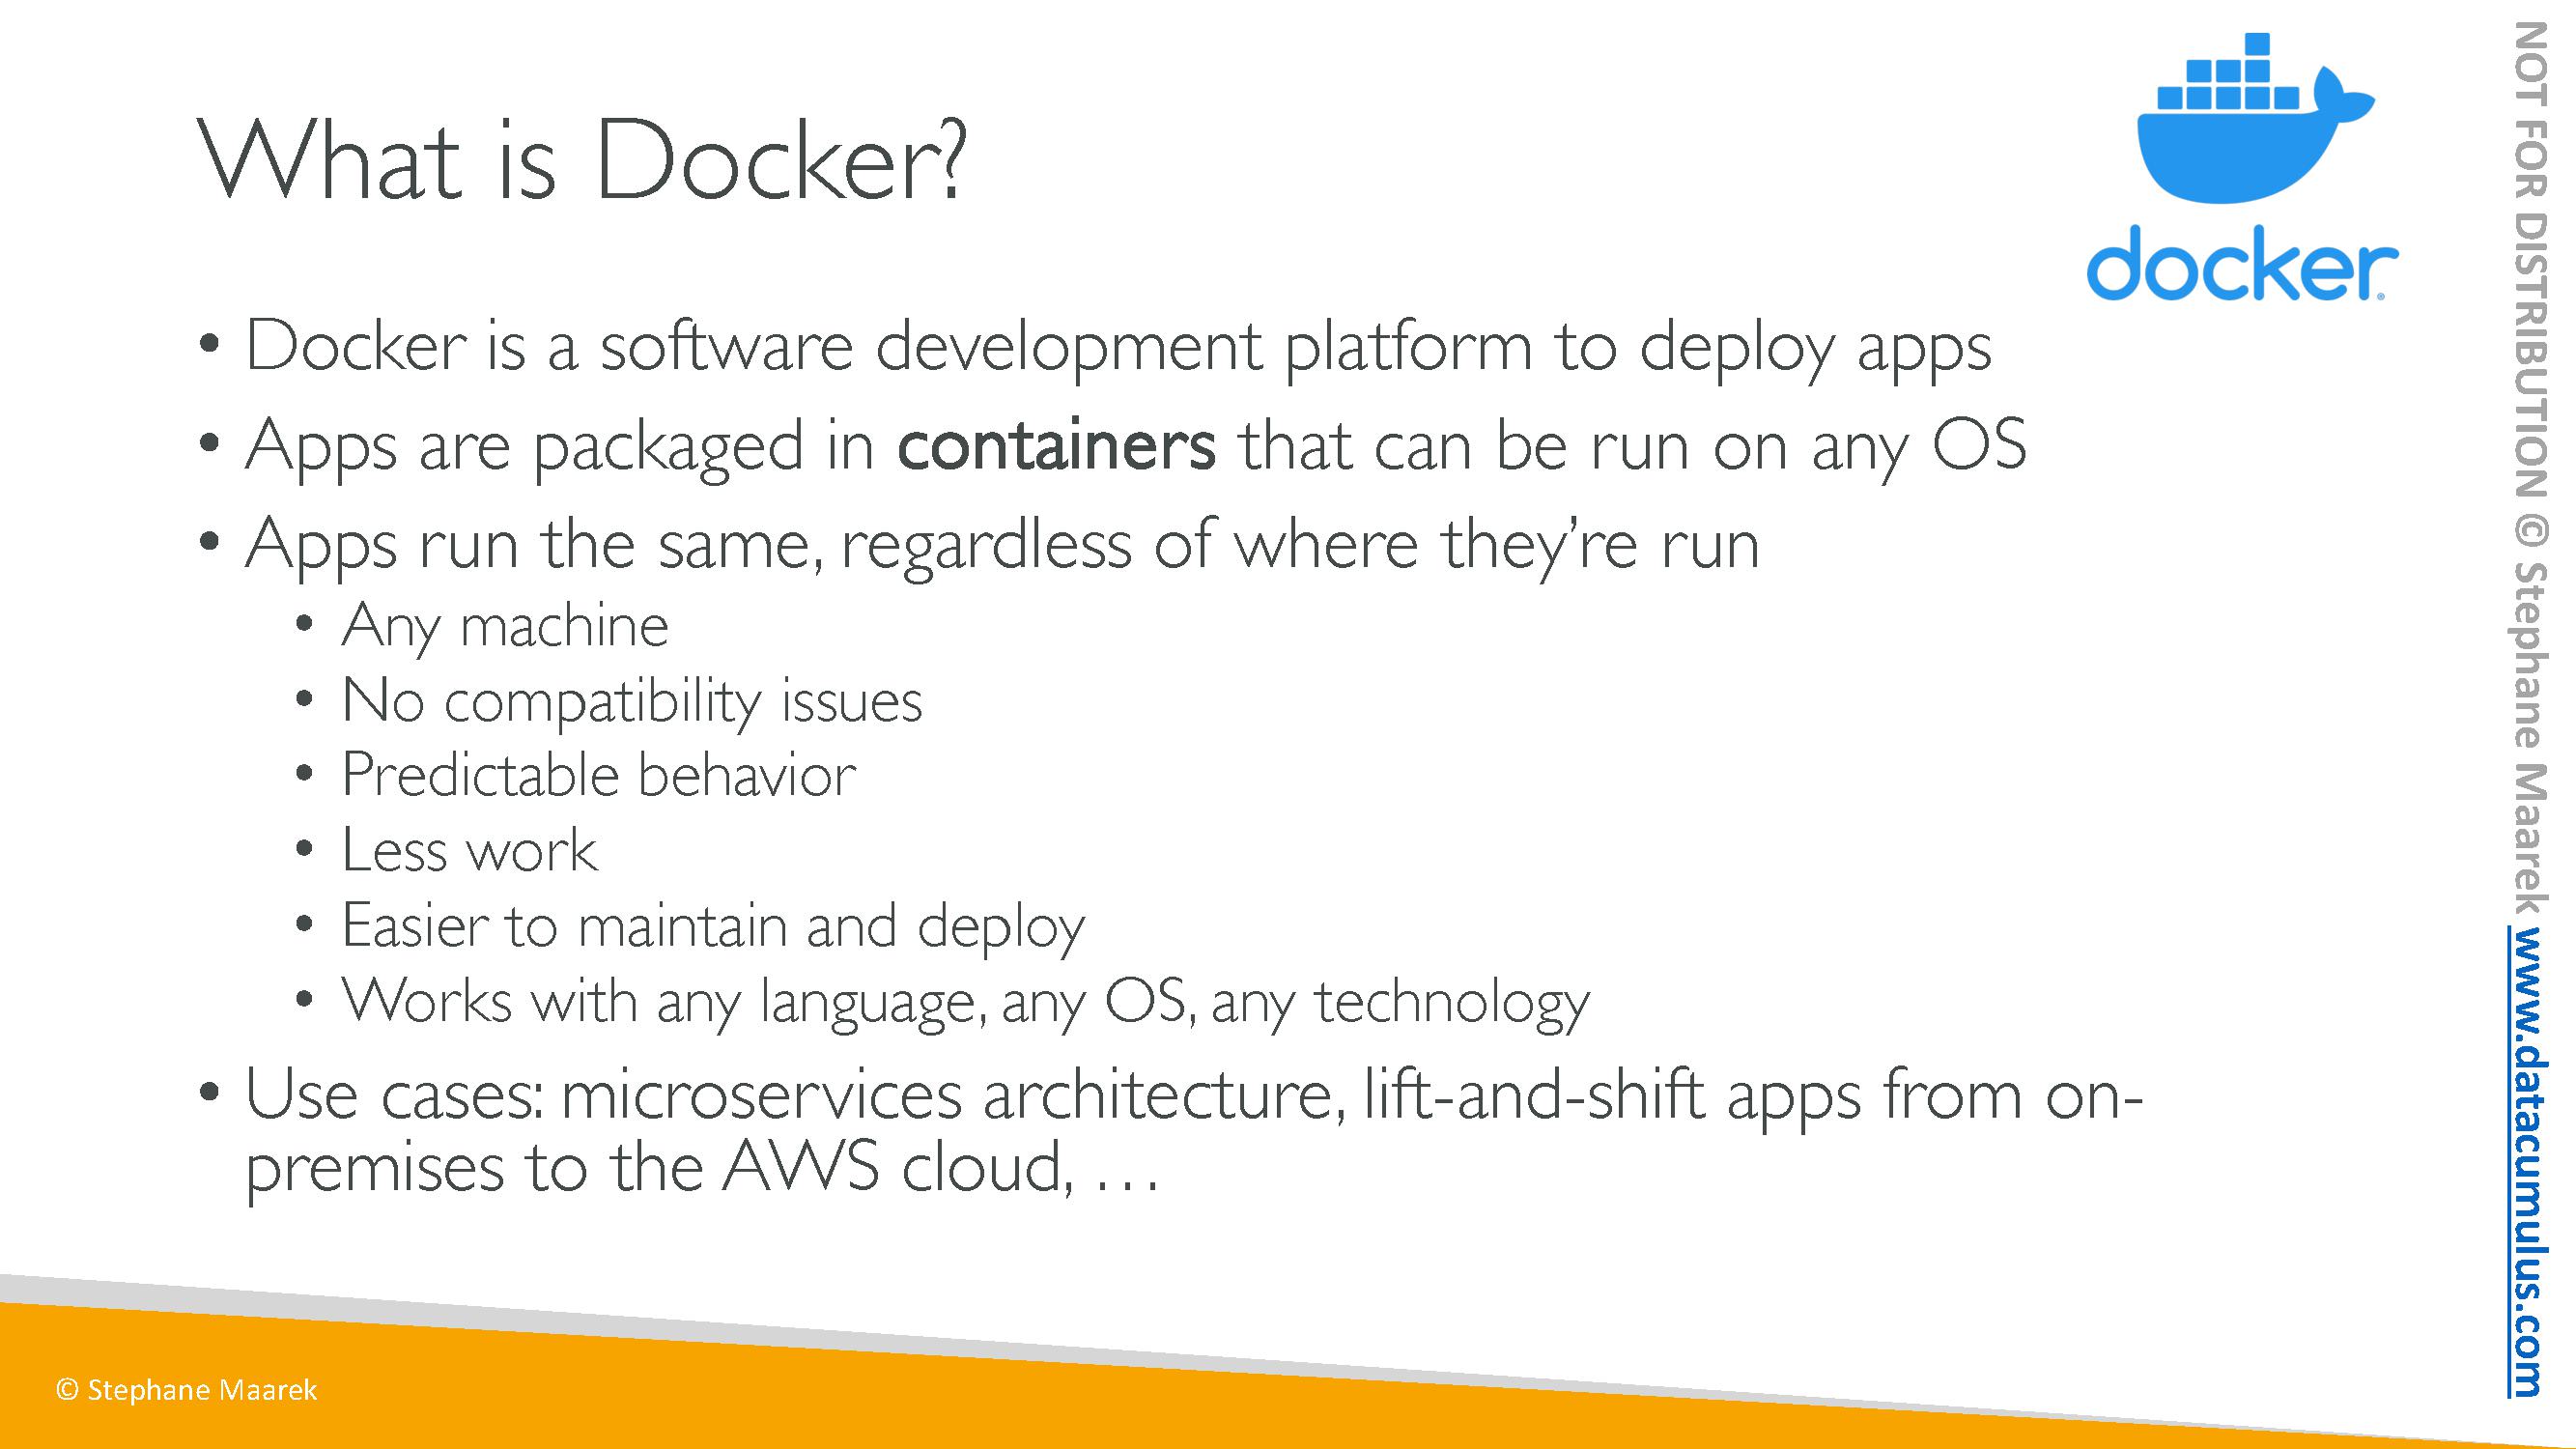 What is Docker?
docker
• Docker is a software development platform to deploy apps
• Apps are packaged in containers that can be run on any OS
• Apps run the same, regardless of where they’re run
• Any machine
• No compatibility issues
• Predictable behavior
• Less work
• Easier to maintain and deploy
• Works with any language, any OS, any technology
• Use cases: microservices architecture, lift-and-shift apps from on-
premises to the AWS cloud, …
© Stephane Maarek
NOT FOR DISTRIBUTION © Stephane Maarek www.datacumulus.com